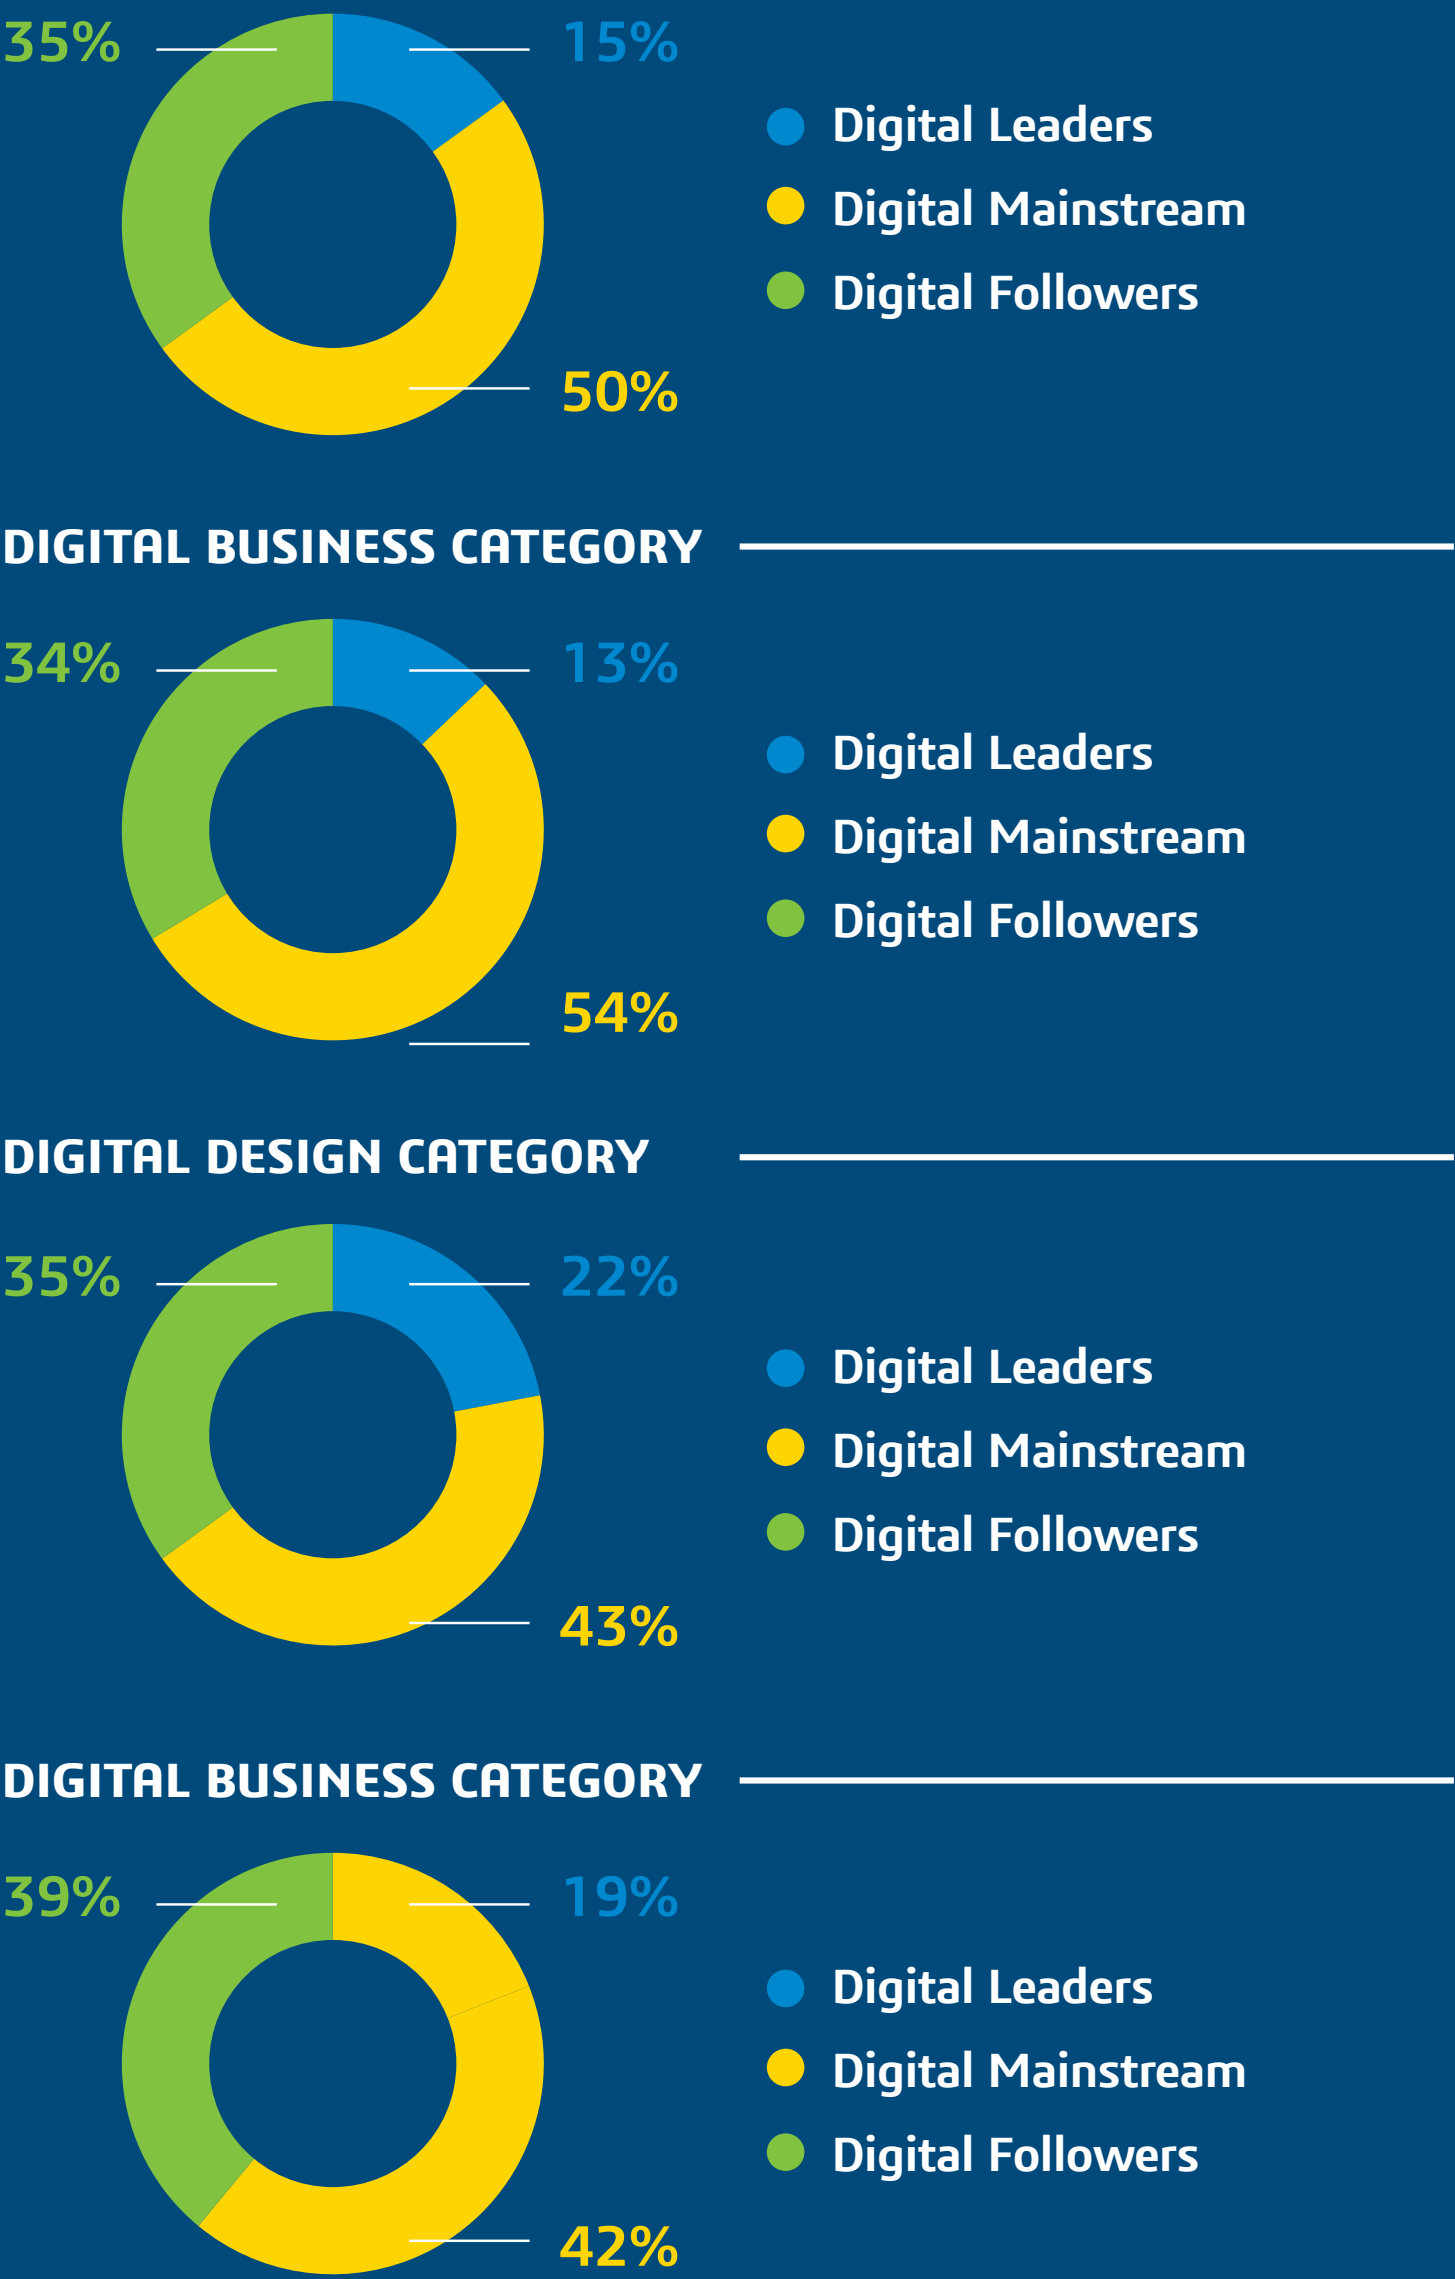 35%
15%
Digital Leaders
Digital Mainstream
Digital Followers
50%
DIGITAL BUSINESS CATEGORY
34%
13%
Digital Leaders
Digital Mainstream
Digital Followers
54%
DIGITAL DESIGN CATEGORY
35%
22%
Digital Leaders
Digital Mainstream
Digital Followers
43%
DIGITAL BUSINESS CATEGORY
39%
19%
Digital Leaders
Digital Mainstream
Digital Followers
42%